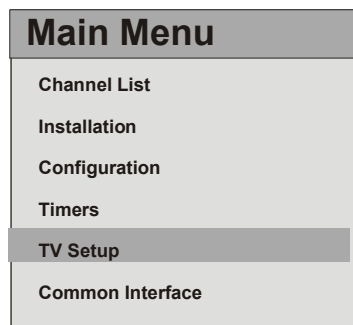 Main Menu
Channel List
Installation
Configuration
Timers
TV Setup
Common Interface